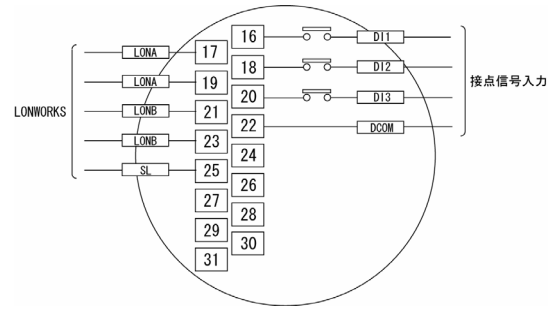 16 DI1
LONA 17
18 DI2
接点信号入力
LONA 19
20 DI3
LONWORKS
LONB 21
22 DCOM
LONB 23
24
SL 25
26
27
28
29
30
31